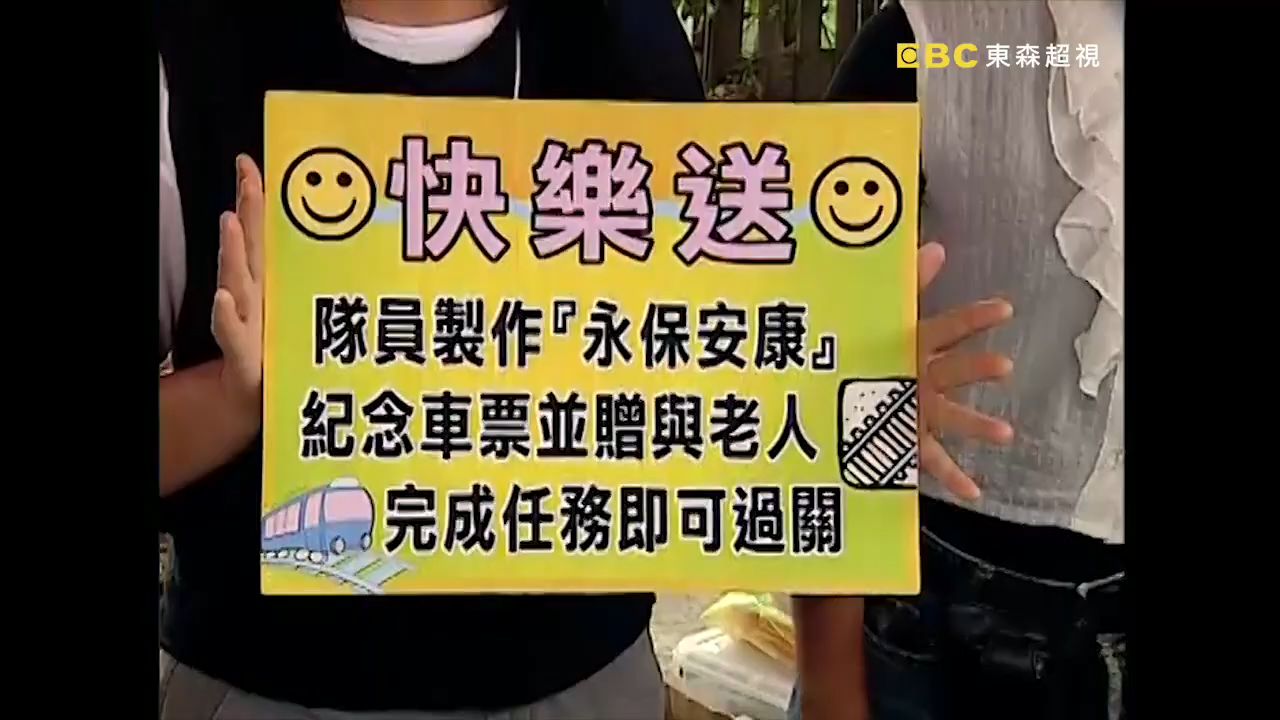 EBC 東森超視
快樂送
隊員製作『永保安康』
紀念車票並贈與老人
完成任務即可過關